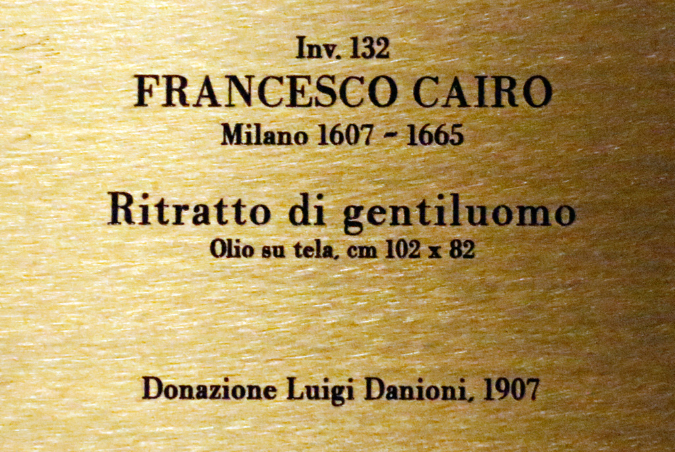 Inv. 132
FRANCESCO CAIRO
Milano 1607 - 1665
Ritratto di gentiluomo
Olio su tela, cm 102 x 82
Donazione Luigi Danioni, 1907